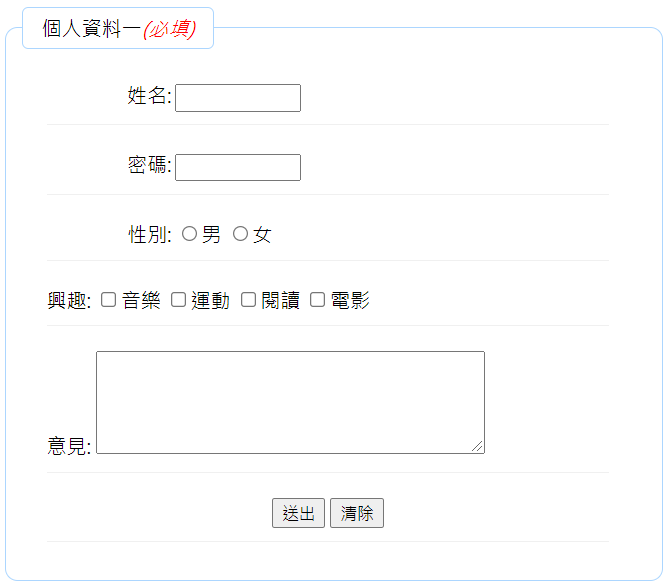 個人資料一(必填)
姓名:
密碼:
性別: 男 女
興趣: 音樂 運動 閱讀 電影
意見:
送出 清除